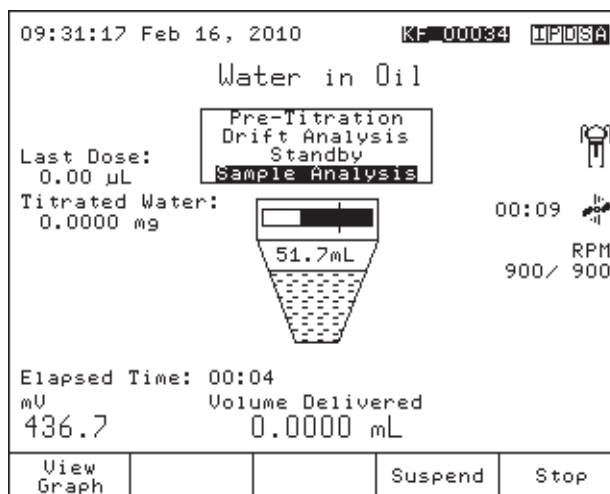 09:31:17 Feb 16, 2010 KF 00034 IPDSA
Water in Oil
Pre-Titration
Drift Analysis
Standby
Sample Analysis
Last Dose:
0.00 µL
Titrated Water:
0.0000 mg
00:09
51.7mL
RPM
900/ 900
Elapsed Time: 00:04
mV Volume Delivered
436.7 0.0000 mL
View Graph Suspend Stop